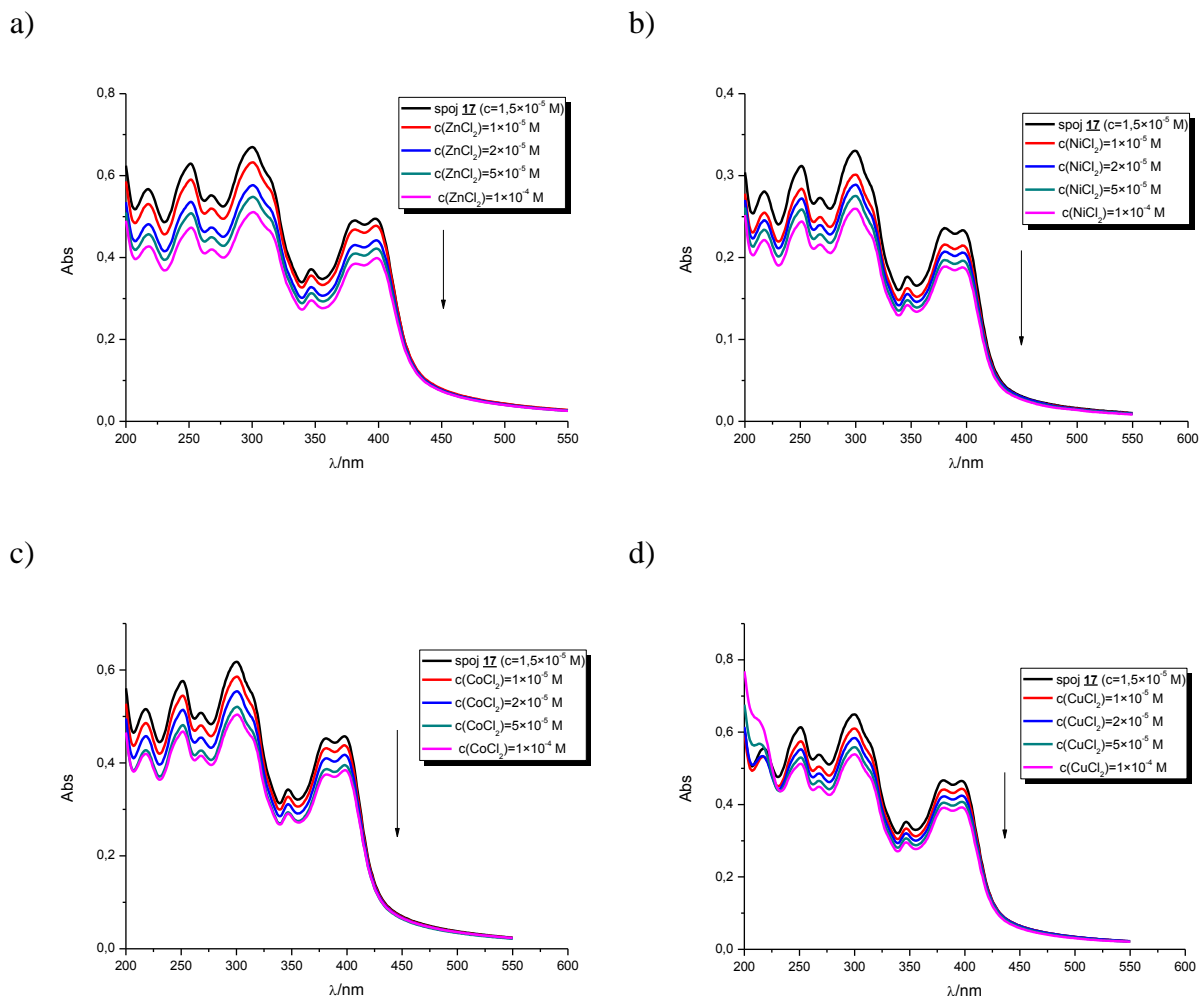 a)
0,8
0,6
0,4
0,2
0,0
Abs
200 250 300 350 400 450 500 550
λ/nm
spoj 17 (c=1,5×10⁻⁵ M)
c(ZnCl₂)=1×10⁻⁵ M
c(ZnCl₂)=2×10⁻⁵ M
c(ZnCl₂)=5×10⁻⁵ M
c(ZnCl₂)=1×10⁻⁴ M
b)
0,4
0,3
0,2
0,1
0,0
Abs
200 250 300 350 400 450 500 550 600
λ/nm
spoj 17 (c=1,5×10⁻⁵ M)
c(NiCl₂)=1×10⁻⁵ M
c(NiCl₂)=2×10⁻⁵ M
c(NiCl₂)=5×10⁻⁵ M
c(NiCl₂)=1×10⁻⁴ M
c)
0,6
0,4
0,2
0,0
Abs
200 250 300 350 400 450 500 550 600
λ/nm
spoj 17 (c=1,5×10⁻⁵ M)
c(CoCl₂)=1×10⁻⁵ M
c(CoCl₂)=2×10⁻⁵ M
c(CoCl₂)=5×10⁻⁵ M
c(CoCl₂)=1×10⁻⁴ M
d)
0,8
0,6
0,4
0,2
0,0
Abs
200 250 300 350 400 450 500 550 600
λ/nm
spoj 17 (c=1,5×10⁻⁵ M)
c(CuCl₂)=1×10⁻⁵ M
c(CuCl₂)=2×10⁻⁵ M
c(CuCl₂)=5×10⁻⁵ M
c(CuCl₂)=1×10⁻⁴ M